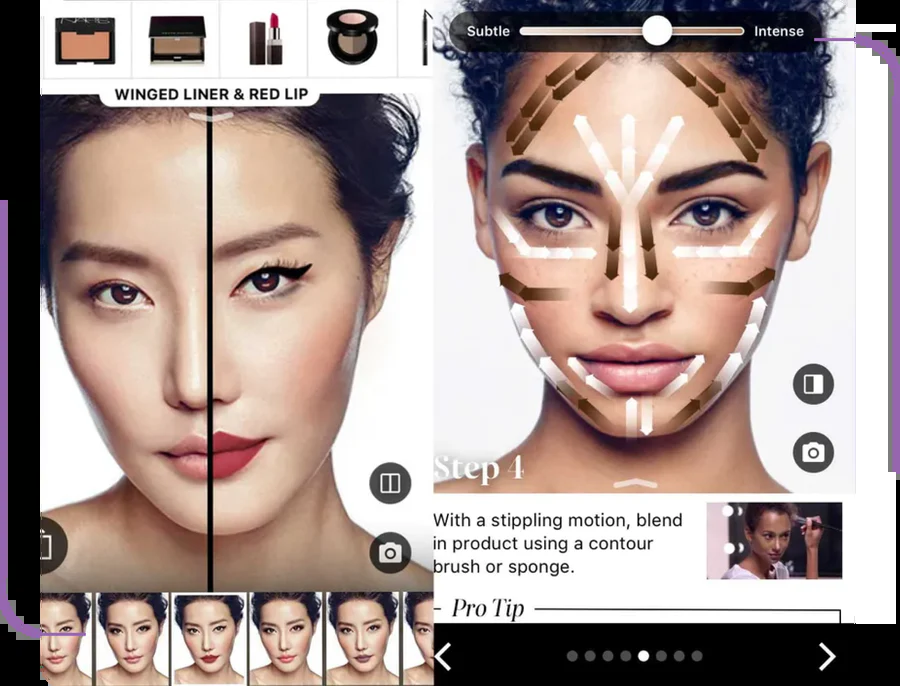 NARS
WINGED LINER & RED LIP
Subtle
Intense
Step 4
With a stippling motion, blend
in product using a contour
brush or sponge.
Pro Tip